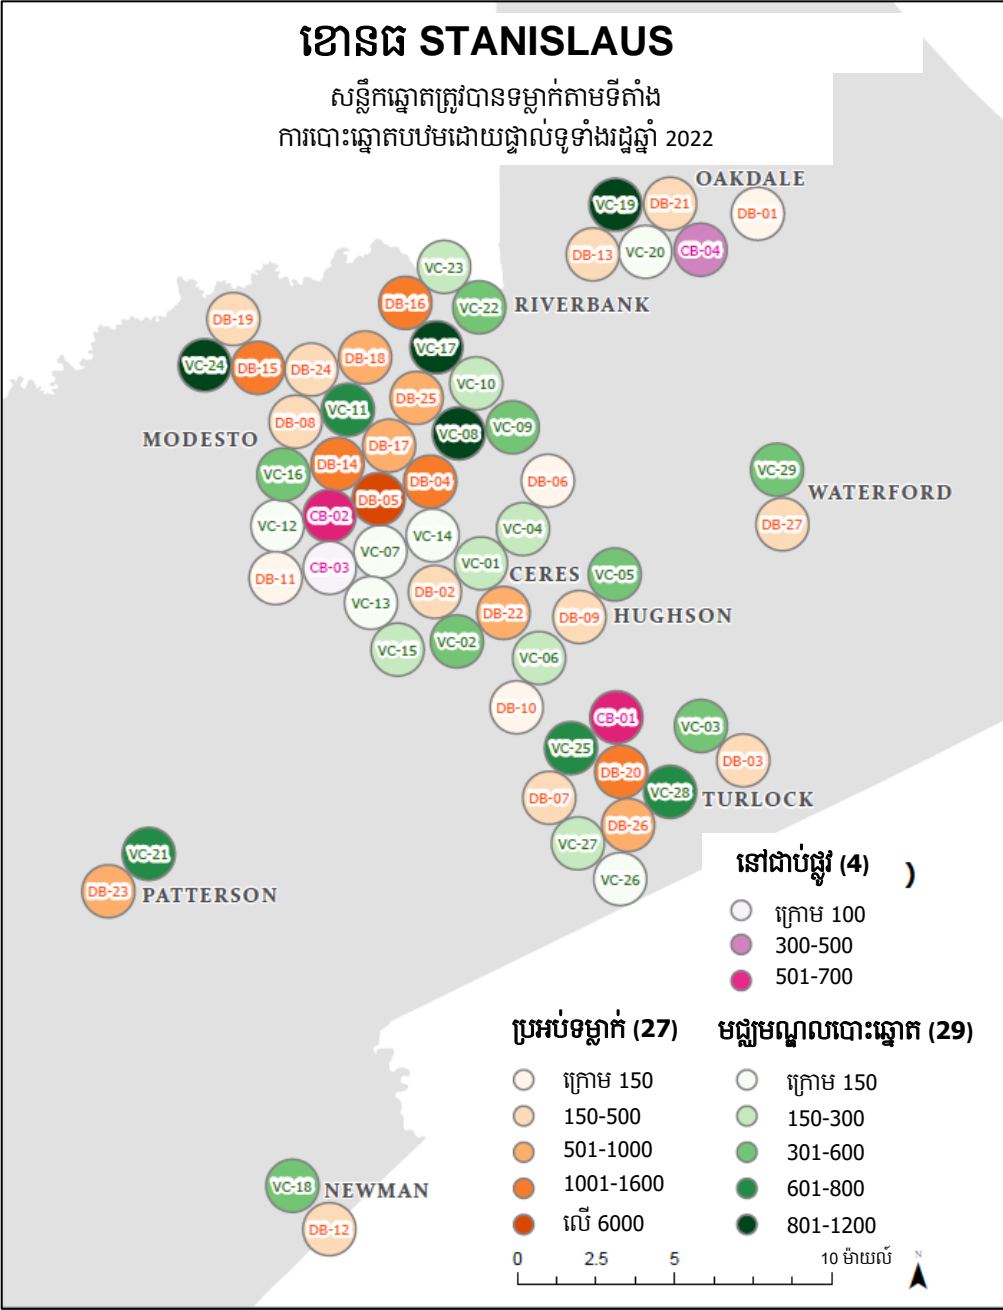 ខោនធ STANISLAUS
សន្លឹកឆ្នោតត្រូវបានទម្លាក់តាមទីតាំង
ការបោះឆ្នោតបឋមដោយផ្ទាល់ទូទាំងរដ្ឋឆ្នាំ 2022
OAKDALE
VC-19
DB-21
DB-01
DB-13
VC-20
CB-04
VC-23
DB-16
VC-22
RIVERBANK
DB-19
VC-17
VC-24
DB-15
DB-24
DB-18
VC-10
DB-25
VC-11
DB-08
VC-09
VC-08
MODESTO
DB-17
DB-14
VC-16
DB-04
DB-06
VC-29
WATERFORD
DB-05
CB-02
VC-12
VC-04
DB-27
VC-14
VC-07
CB-03
VC-01
CERES
VC-05
DB-11
DB-02
VC-13
DB-22
DB-09
HUGHSON
VC-02
VC-15
VC-06
DB-10
CB-01
VC-03
VC-25
DB-03
DB-20
VC-28
TURLOCK
DB-07
DB-26
VC-27
VC-26
VC-21
DB-23
PATTERSON
នៅជាប់ផ្លូវ (4)
)
ក្រោម 100
300-500
501-700
ប្រអប់ទម្លាក់ (27)
ក្រោម 150
150-500
501-1000
1001-1600
លើ 6000
មជ្ឈមណ្ឌលបោះឆ្នោត (29)
ក្រោម 150
150-300
301-600
601-800
801-1200
VC-18
NEWMAN
DB-12
0 2.5 5 10 ម៉ាយល៍
N